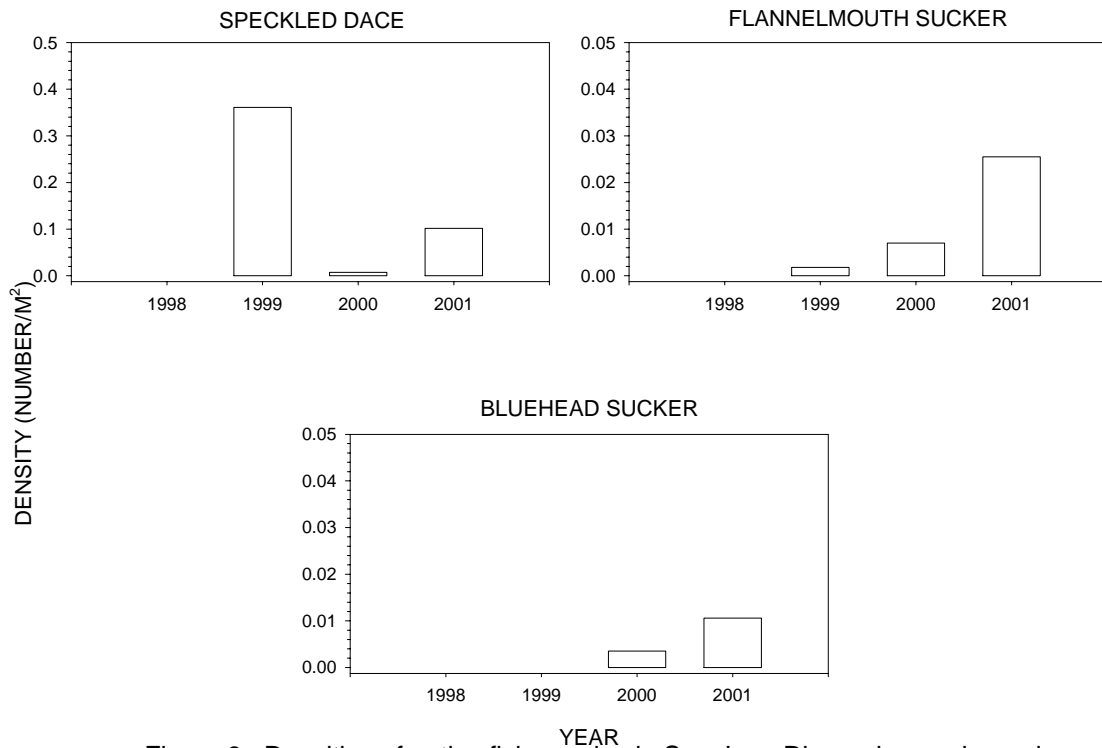 SPECKLED DACE
0.5
0.4
0.3
0.2
0.1
0.0
1998 1999 2000 2001
FLANNELMOUTH SUCKER
0.05
0.04
0.03
0.02
0.01
0.00
1998 1999 2000 2001
DENSITY (NUMBER/M²)
BLUEHEAD SUCKER
0.05
0.04
0.03
0.02
0.01
0.00
1998 1999 2000 2001
YEAR